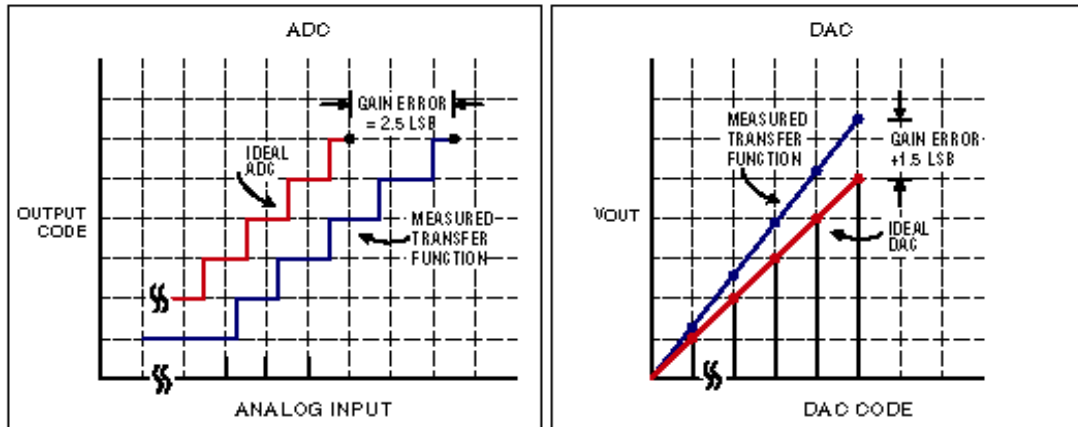 ADC
GAIN ERROR
= 2.5 LSB
IDEAL
ADC
OUTPUT
CODE
MEASURED
TRANSFER
FUNCTION
ANALOG INPUT
DAC
MEASURED
TRANSFER
FUNCTION
GAIN ERROR
+1.5 LSB
VOUT
IDEAL
DAC
DAC CODE